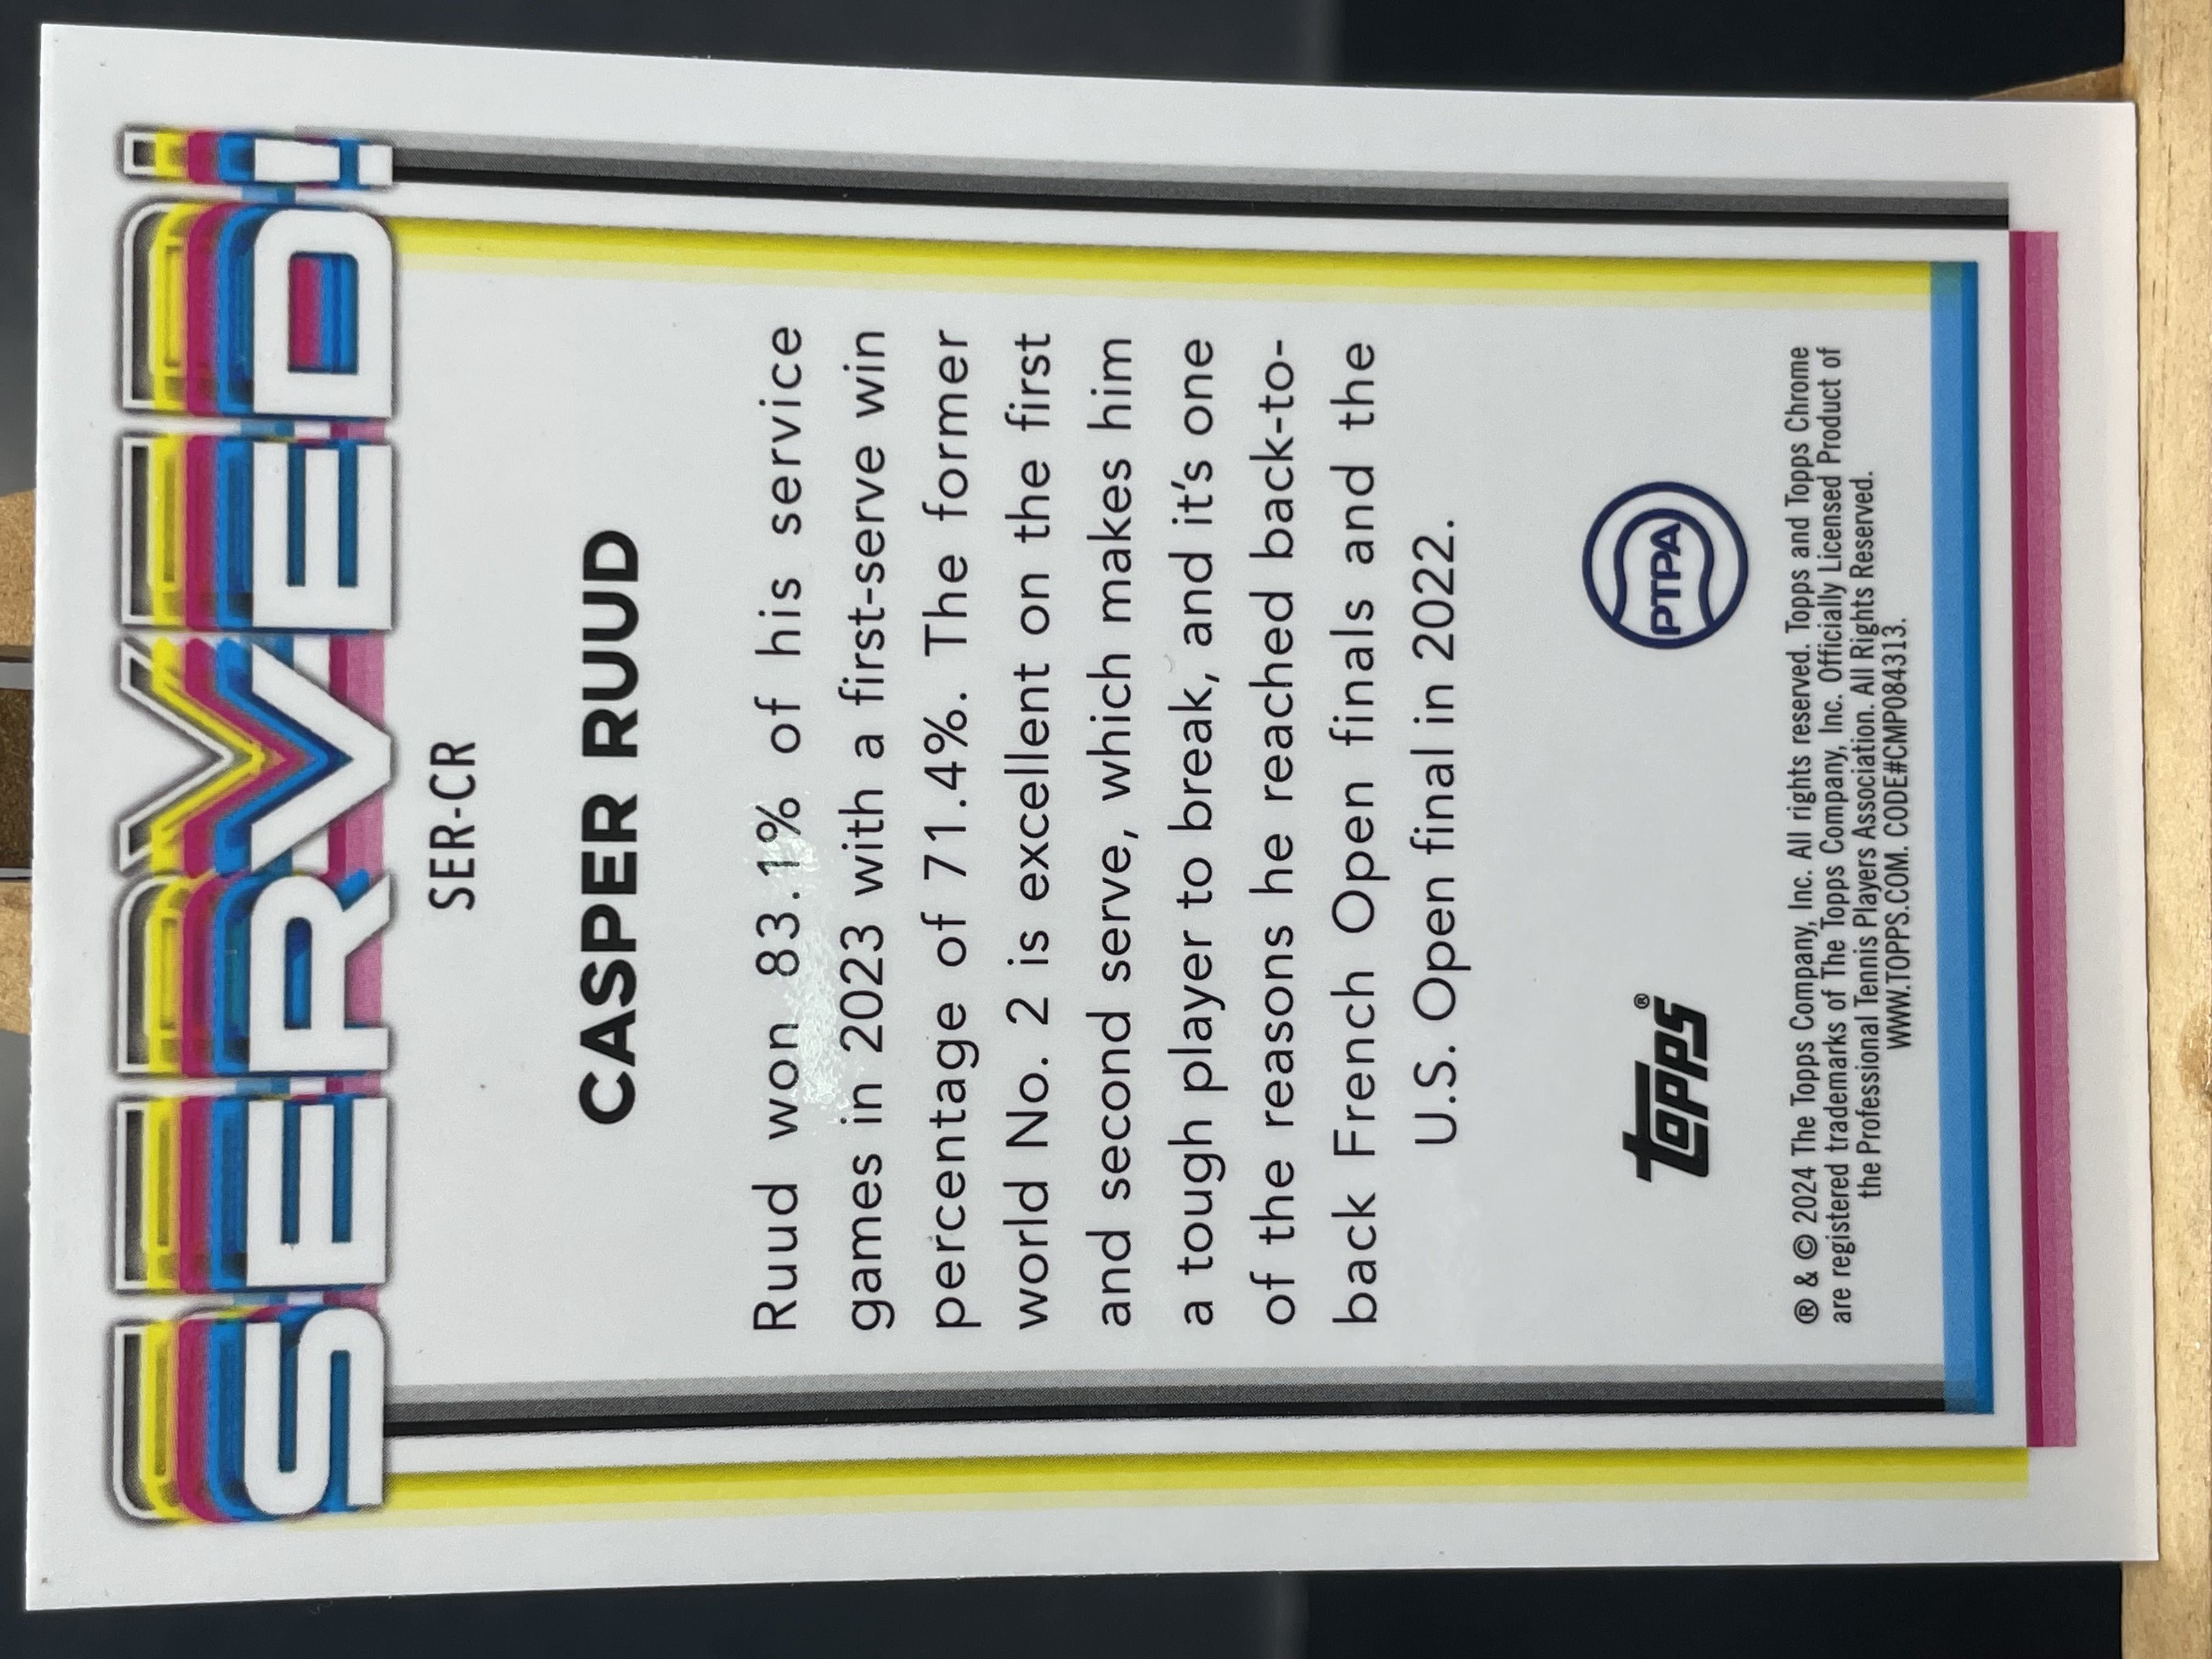 SERVED!
SER-CR
CASPER RUUD
Ruud won 83.1% of his service
games in 2023 with a first-serve win
percentage of 71.4%. The former
world No. 2 is excellent on the first
and second serve, which makes him
a tough player to break, and it's one
of the reasons he reached back-to-
back French Open finals and the
U.S. Open final in 2022.
topps®
PTPA
® & © 2024 The Topps Company, Inc. All rights reserved. Topps and Topps Chrome
are registered trademarks of The Topps Company, Inc. Officially Licensed Product of
the Professional Tennis Players Association. All Rights Reserved.
WWW.TOPPS.COM. CODE#CMP084313.